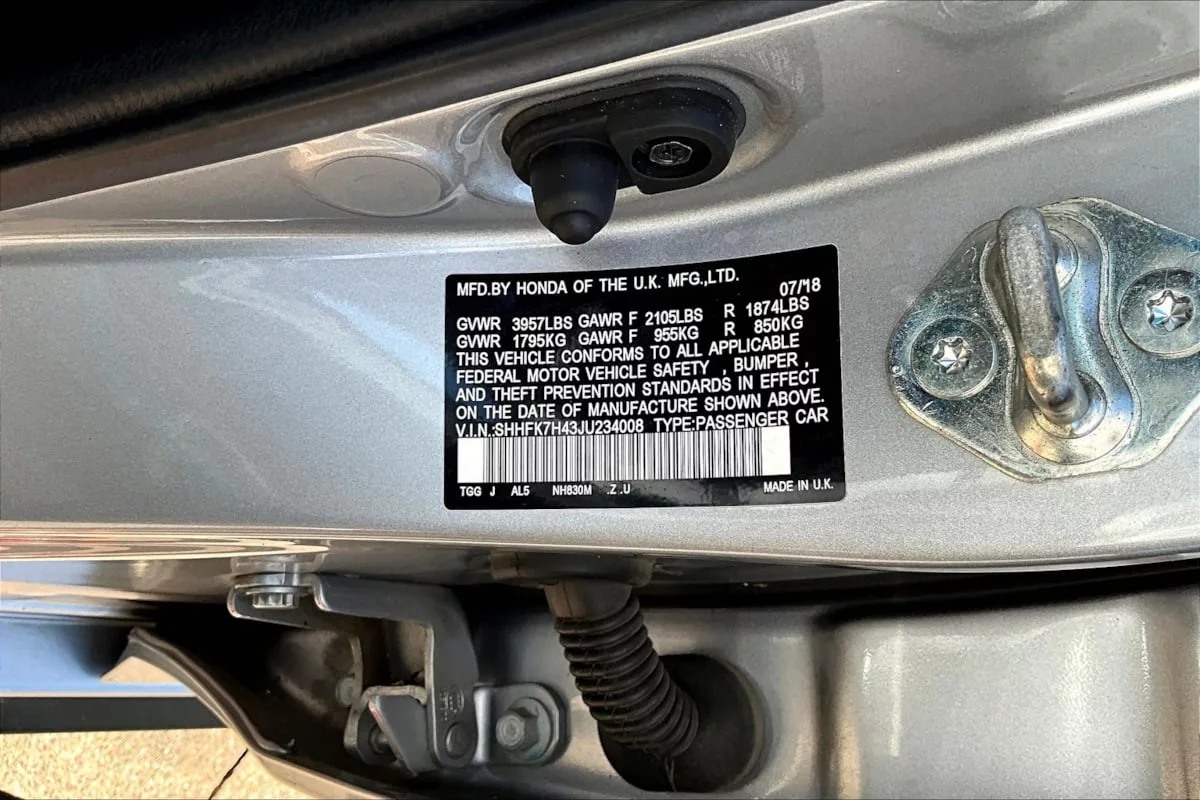 MFD.BY HONDA OF THE U.K. MFG.,LTD.
07/18
GVWR 3957LBS GAWR F 2105LBS R 1874LBS
GVWR 1795KG GAWR F 955KG R 850KG
THIS VEHICLE CONFORMS TO ALL APPLICABLE
FEDERAL MOTOR VEHICLE SAFETY , BUMPER ,
AND THEFT PREVENTION STANDARDS IN EFFECT
ON THE DATE OF MANUFACTURE SHOWN ABOVE.
V.I.N.:SHHFK7H43JU234008 TYPE:PASSENGER CAR
TGG J AL5 NH830M .Z .U MADE IN U.K.